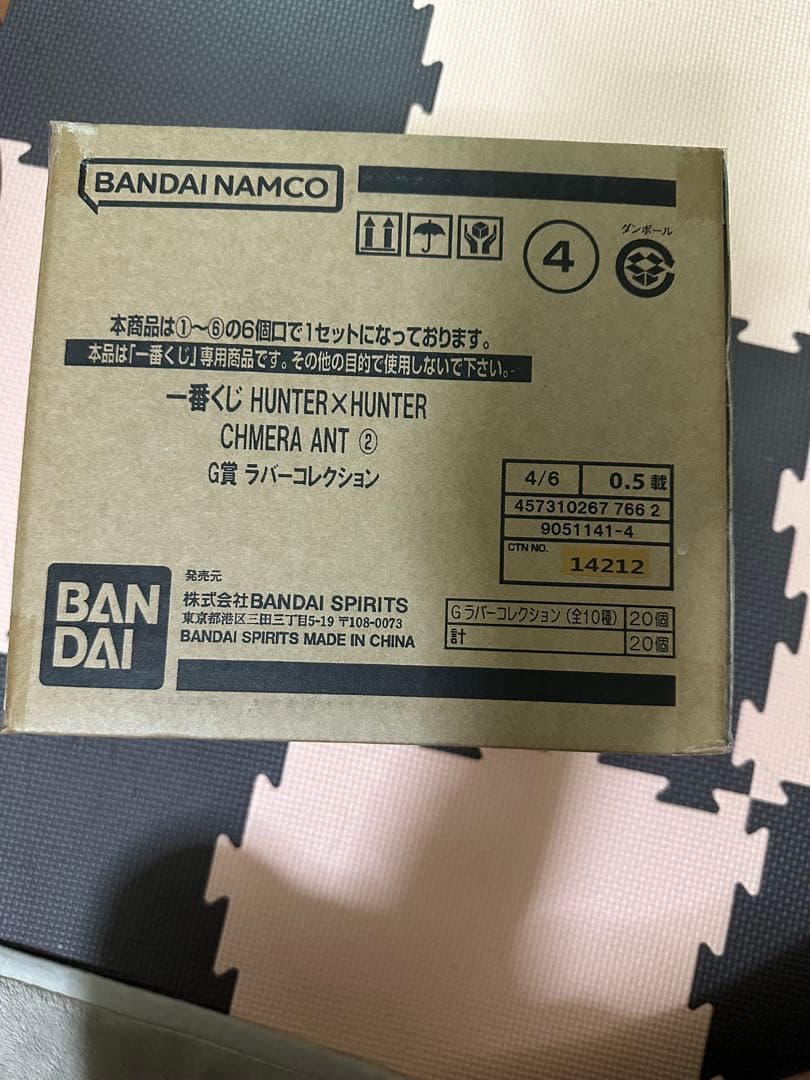 BANDAI NAMCO
4
ダンボール
本商品は①～⑥の6個口で1セットになっております。
本品は「一番くじ」専用商品です。その他の目的で使用しないで下さい。
一番くじ HUNTER×HUNTER
CHMERA ANT ②
G賞 ラバーコレクション
4/6 0.5載
457310267 766 2
9051141-4
CTN NO. 14212
BAN
DAI
発売元
株式会社BANDAI SPIRITS
東京都港区三田三丁目5-19 〒108-0073
BANDAI SPIRITS MADE IN CHINA
G ラバーコレクション (全10種) 20個
計 20個